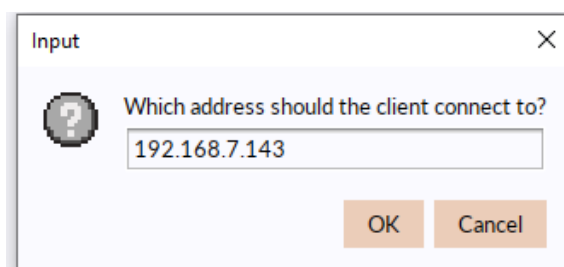 Input
Which address should the client connect to?
192.168.7.143
OK
Cancel